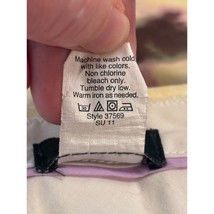 Machine wash cold
with like colors.
Non chlorine
bleach only.
Tumble dry low.
Warm iron as needed.
Style 37569
SU 11